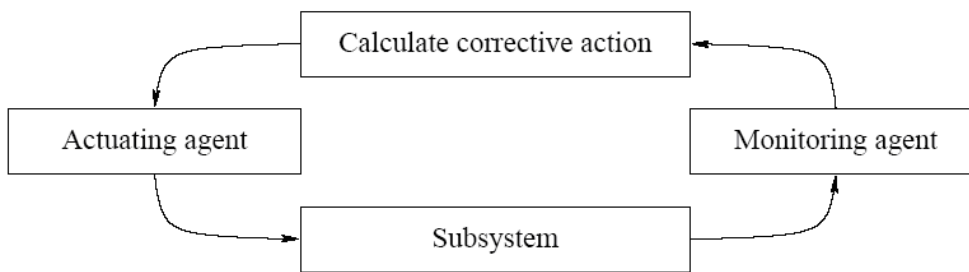 Calculate corrective action
Actuating agent
Monitoring agent
Subsystem